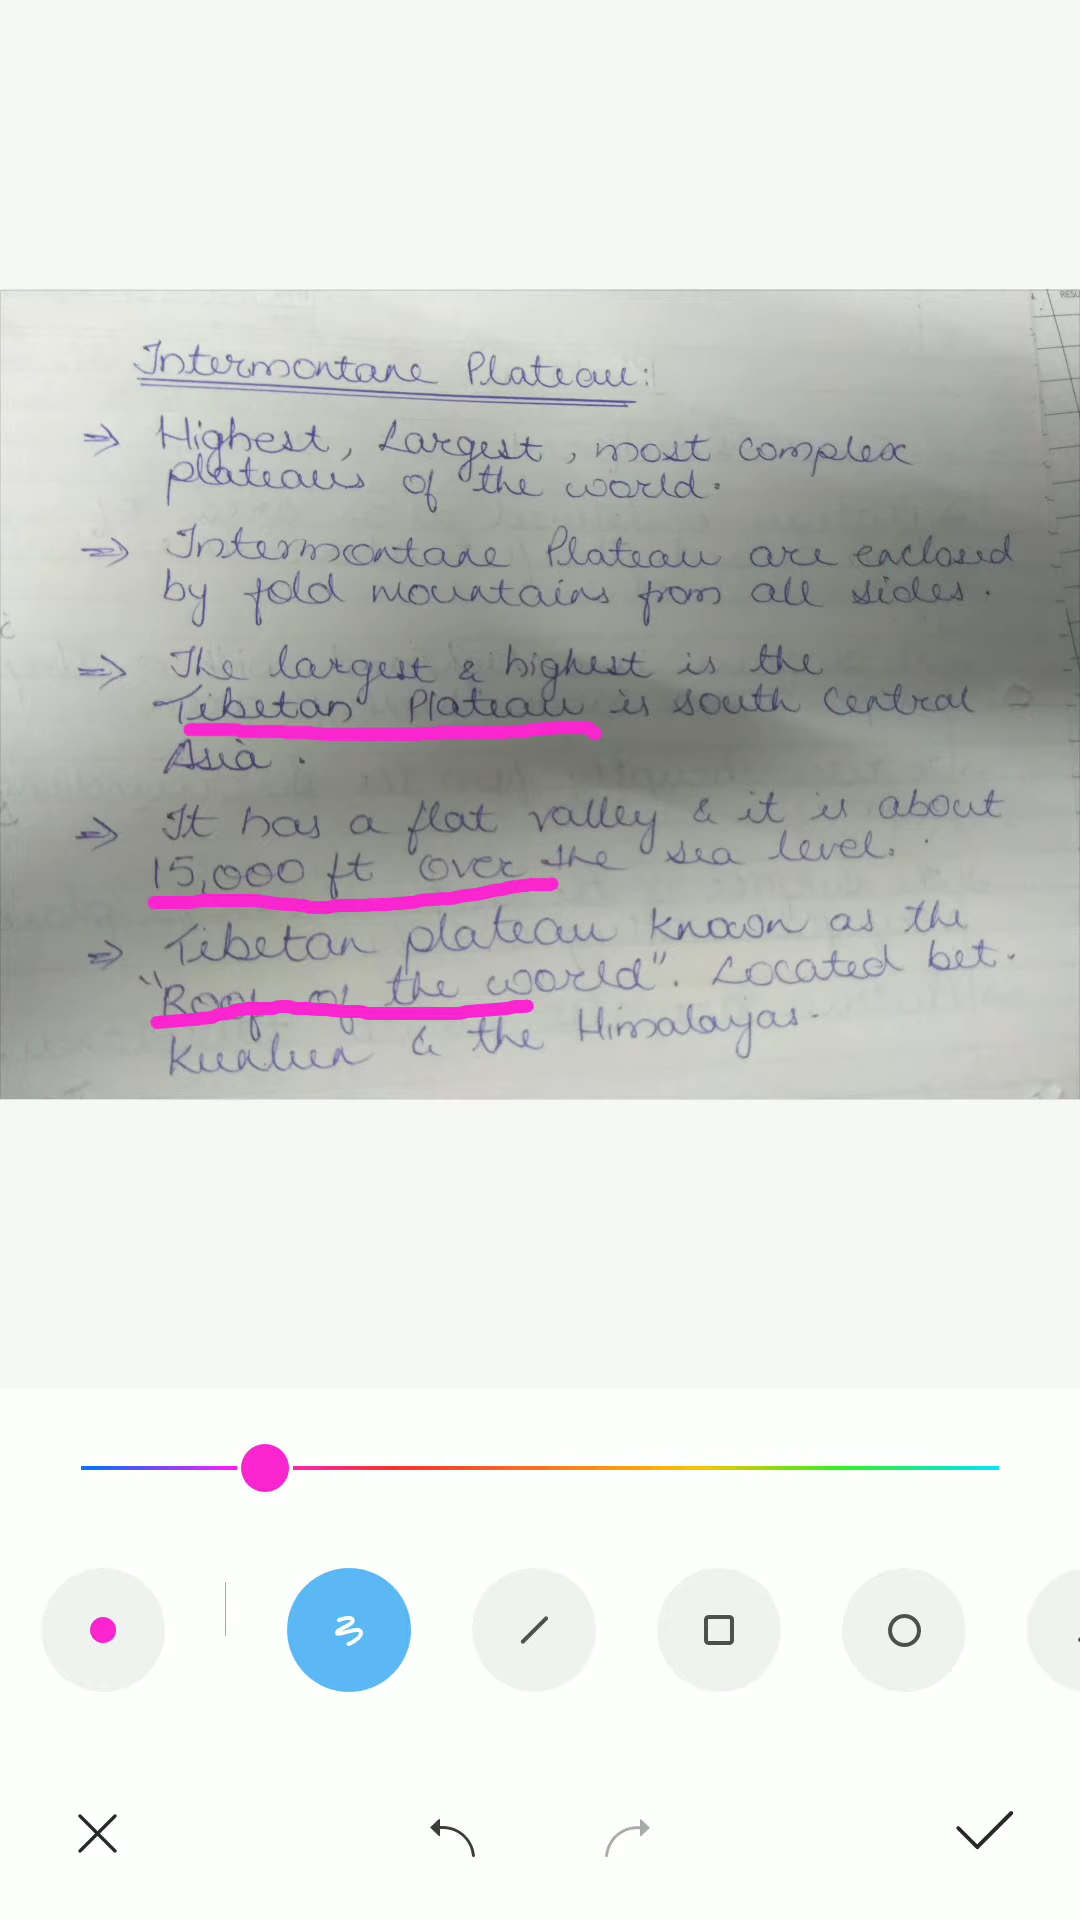 RESU
Intermontane Plateau:
⇒ Highest, Largest, most complex
plateaus of the world.
⇒ Intermontane Plateau are enclosed
by fold mountains from all sides.
⇒ The largest & highest is the
Tibetan Plateau is south central
Asia.
⇒ It has a flat valley & it is about
15,000 ft over the sea level.
⇒ Tibetan plateau known as the
"Roof of the world". Located bet.
Kunlun & the Himalayas.